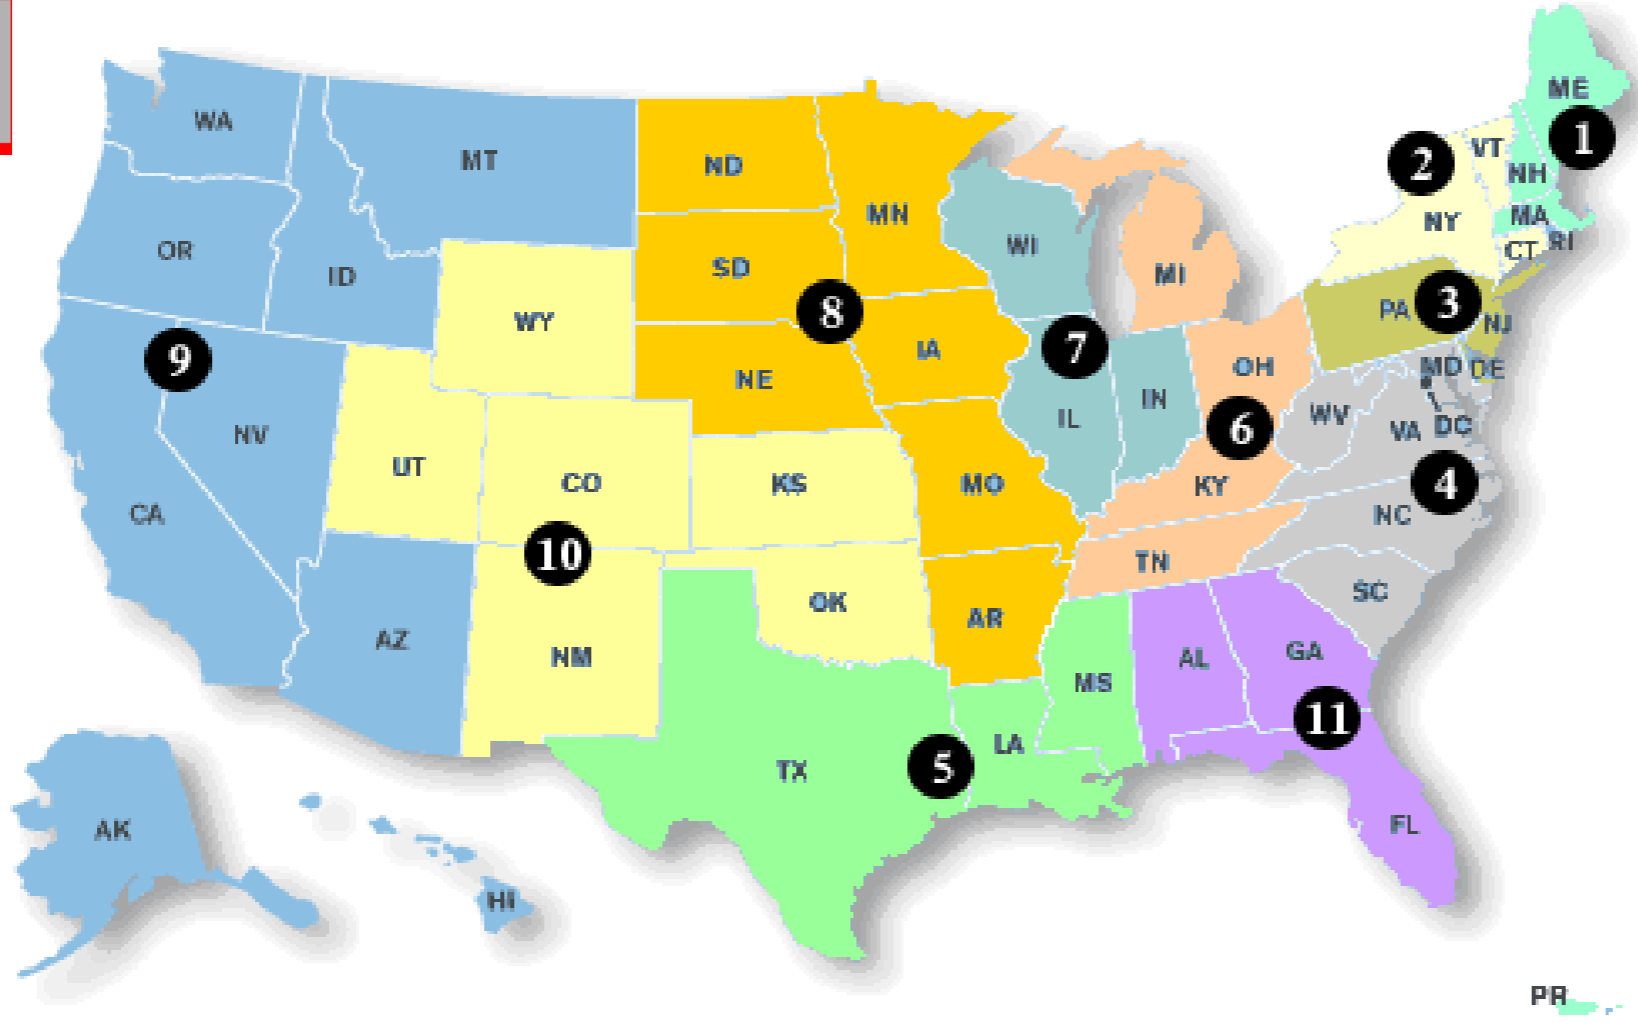 ME
1
WA
2
VT
MT
ND
NH
MN
MA
NY
RI
OR
WI
CT
SD
ID
MI
3
PA
8
WY
NJ
7
IA
9
OH
MD
DE
NE
IN
WV
IL
DC
6
VA
NV
UT
CO
KS
MO
KY
4
CA
NC
10
TN
SC
OK
AR
AZ
GA
NM
AL
MS
11
LA
5
TX
FL
AK
HI
PR